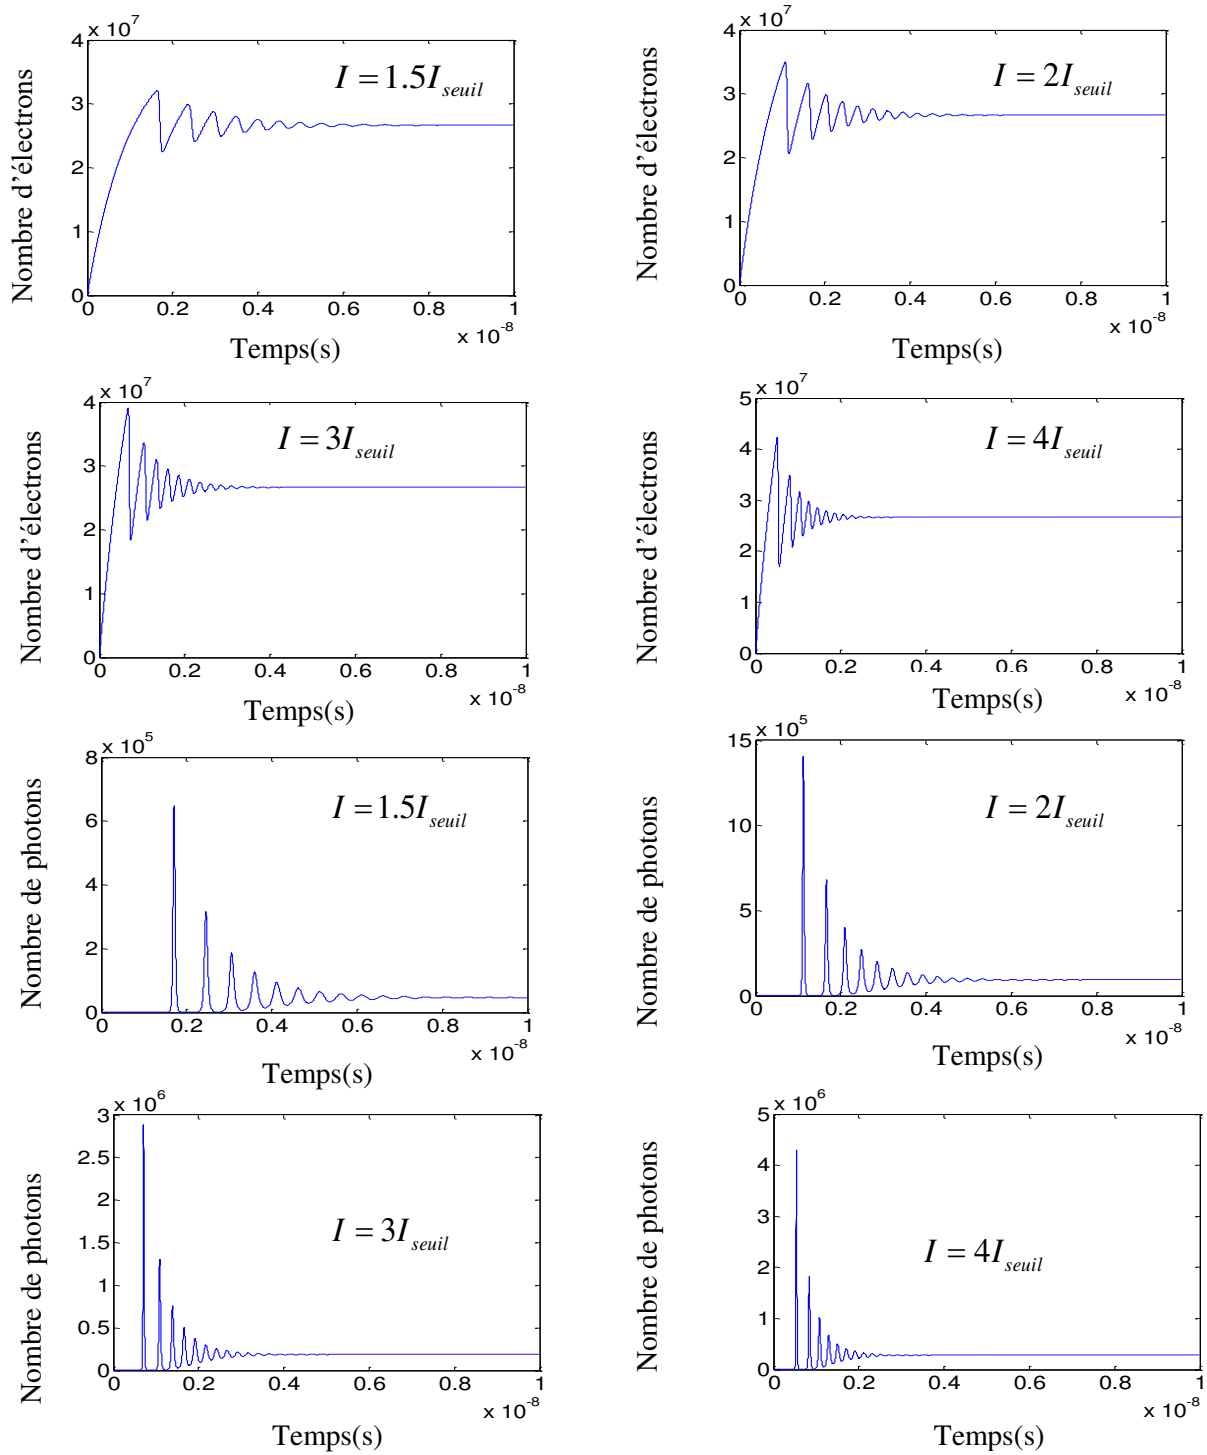 x 10^7
4
3
2
1
0
Nombre d'électrons
I = 1.5I_seuil
0 0.2 0.4 0.6 0.8 1
x 10^-8
Temps(s)
x 10^7
4
3
2
1
0
Nombre d'électrons
I = 2I_seuil
0 0.2 0.4 0.6 0.8 1
x 10^-8
Temps(s)
x 10^7
4
3
2
1
0
Nombre d'électrons
I = 3I_seuil
0 0.2 0.4 0.6 0.8 1
x 10^-8
Temps(s)
x 10^7
5
4
3
2
1
0
Nombre d'électrons
I = 4I_seuil
0 0.2 0.4 0.6 0.8 1
x 10^-8
Temps(s)
x 10^5
8
6
4
2
0
Nombre de photons
I = 1.5I_seuil
0 0.2 0.4 0.6 0.8 1
x 10^-8
Temps(s)
x 10^5
15
10
5
0
Nombre de photons
I = 2I_seuil
0 0.2 0.4 0.6 0.8 1
x 10^-8
Temps(s)
x 10^6
3
2.5
2
1.5
1
0.5
0
Nombre de photons
I = 3I_seuil
0 0.2 0.4 0.6 0.8 1
x 10^-8
Temps(s)
x 10^6
5
4
3
2
1
0
Nombre de photons
I = 4I_seuil
0 0.2 0.4 0.6 0.8 1
x 10^-8
Temps(s)